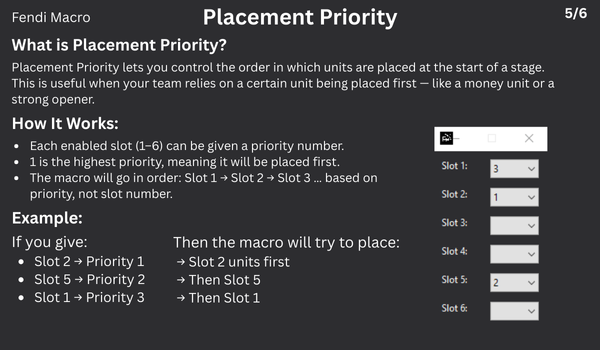 Fendi Macro
Placement Priority
5/6
What is Placement Priority?
Placement Priority lets you control the order in which units are placed at the start of a stage.
This is useful when your team relies on a certain unit being placed first — like a money unit or a
strong opener.
How It Works:
• Each enabled slot (1–6) can be given a priority number.
• 1 is the highest priority, meaning it will be placed first.
• The macro will go in order: Slot 1 → Slot 2 → Slot 3 ... based on
priority, not slot number.
Example:
If you give:
• Slot 2 → Priority 1
• Slot 5 → Priority 2
• Slot 1 → Priority 3
Then the macro will try to place:
→ Slot 2 units first
→ Then Slot 5
→ Then Slot 1
Slot 1: 3
Slot 2: 1
Slot 3:
Slot 4:
Slot 5: 2
Slot 6: